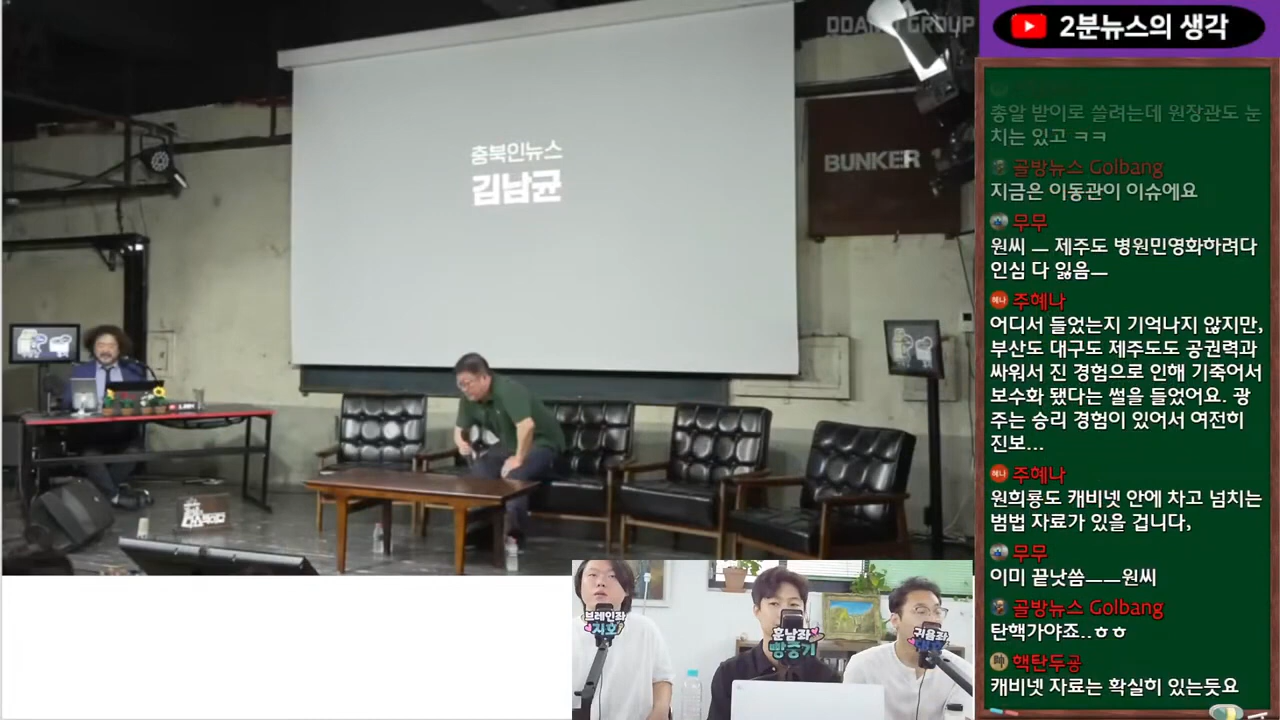 DDANZI GROUP
충북인뉴스
김남균
BUNKER 1
브레인좌
지호
훈남좌
빵중기
귀욤좌
2분뉴스의 생각
총알 받이로 쓸려는데 원장관도 눈
치는 있고 ㅋㅋ
골방뉴스 Golbang
지금은 이동관이 이슈에요
무무
원씨 ㅡ 제주도 병원민영화하려다
인심 다 잃음ㅡ
혜나 주혜나
어디서 들었는지 기억나지 않지만,
부산도 대구도 제주도도 공권력과
싸워서 진 경험으로 인해 기죽어서
보수화 됐다는 썰을 들었어요. 광
주는 승리 경험이 있어서 여전히
진보...
혜나 주혜나
원희룡도 캐비넷 안에 차고 넘치는
범법 자료가 있을 겁니다,
무무
이미 끝낫씀ㅡㅡ원씨
골방뉴스 Golbang
탄핵가야죠..ㅎㅎ
핵탄두공
캐비넷 자료는 확실히 있는듯요